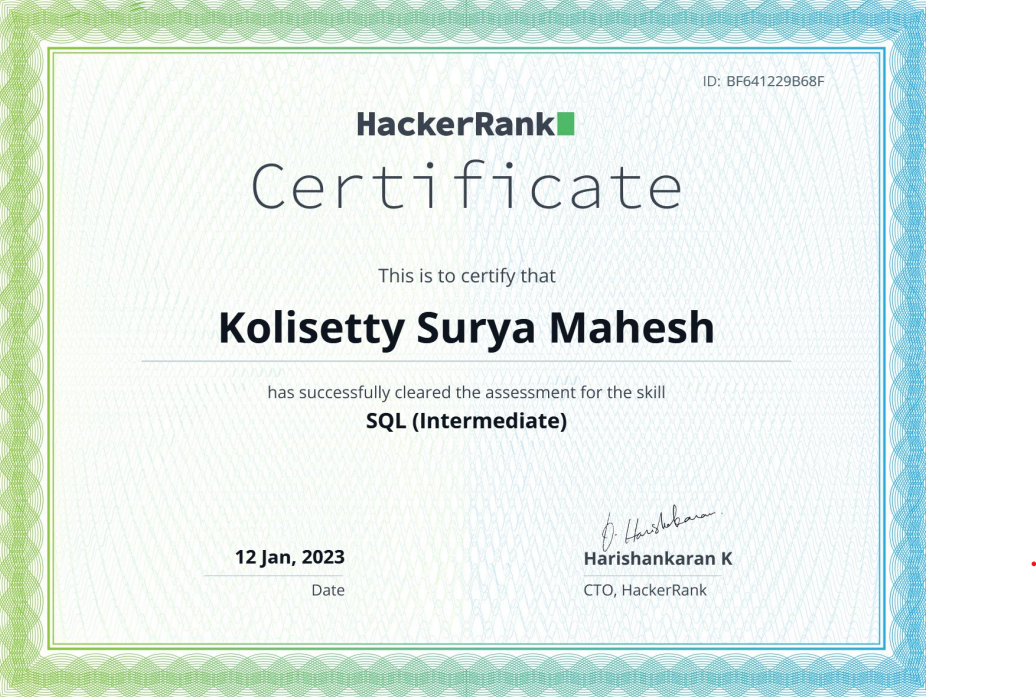 ID: BF641229B68F
HackerRank
Certificate
This is to certify that
Kolisetty Surya Mahesh
has successfully cleared the assessment for the skill
SQL (Intermediate)
12 Jan, 2023
Date
Harishankaran K
CTO, HackerRank